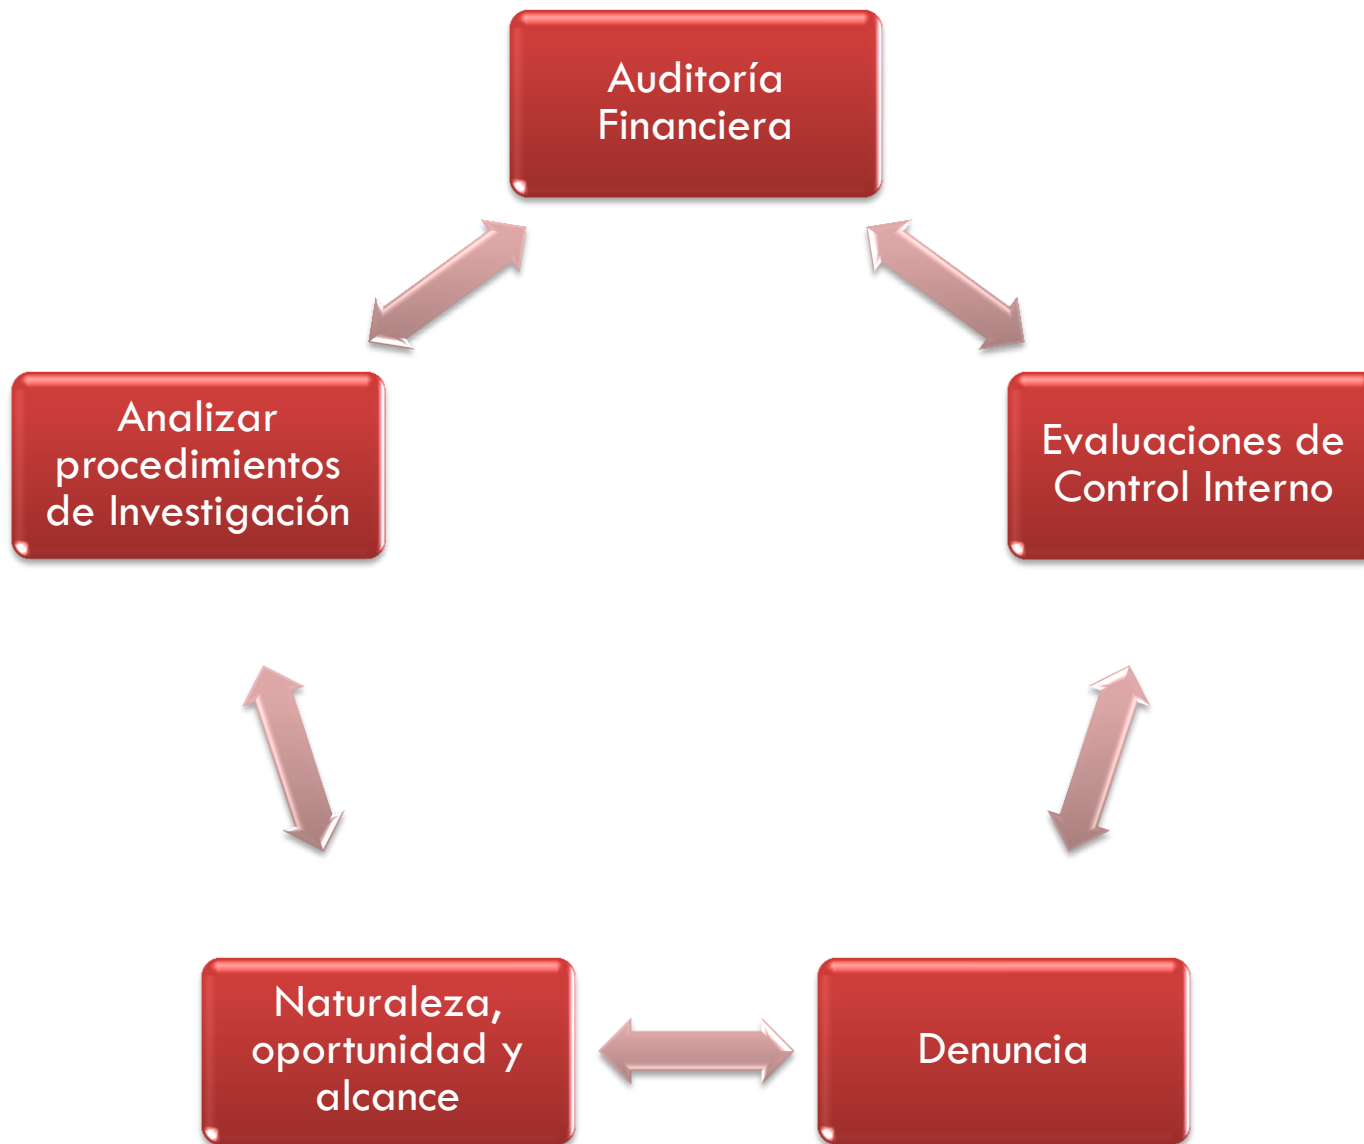 Auditoría
Financiera
Analizar
procedimientos
de Investigación
Evaluaciones de
Control Interno
Naturaleza,
oportunidad y
alcance
Denuncia